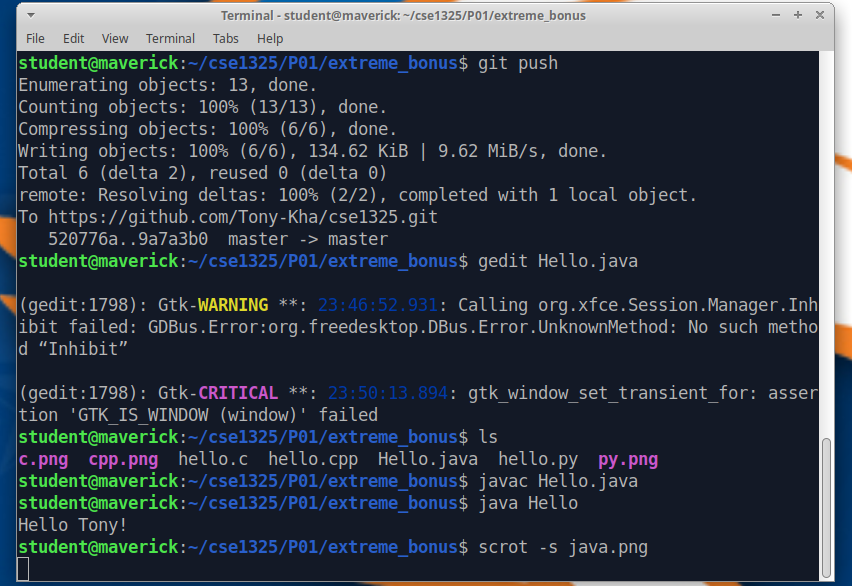 Terminal - student@maverick: ~/cse1325/P01/extreme_bonus
File Edit View Terminal Tabs Help
student@maverick:~/cse1325/P01/extreme_bonus$ git push
Enumerating objects: 13, done.
Counting objects: 100% (13/13), done.
Compressing objects: 100% (6/6), done.
Writing objects: 100% (6/6), 134.62 KiB | 9.62 MiB/s, done.
Total 6 (delta 2), reused 0 (delta 0)
remote: Resolving deltas: 100% (2/2), completed with 1 local object.
To https://github.com/Tony-Kha/cse1325.git
   520776a..9a7a3b0  master -> master
student@maverick:~/cse1325/P01/extreme_bonus$ gedit Hello.java
(gedit:1798): Gtk-WARNING **: 23:46:52.931: Calling org.xfce.Session.Manager.Inh
ibit failed: GDBus.Error:org.freedesktop.DBus.Error.UnknownMethod: No such metho
d “Inhibit”
(gedit:1798): Gtk-CRITICAL **: 23:50:13.894: gtk_window_set_transient_for: asser
tion 'GTK_IS_WINDOW (window)' failed
student@maverick:~/cse1325/P01/extreme_bonus$ ls
c.png  cpp.png  hello.c  hello.cpp  Hello.java  hello.py  py.png
student@maverick:~/cse1325/P01/extreme_bonus$ javac Hello.java
student@maverick:~/cse1325/P01/extreme_bonus$ java Hello
Hello Tony!
student@maverick:~/cse1325/P01/extreme_bonus$ scrot -s java.png